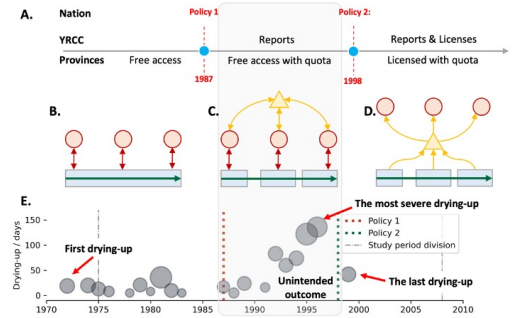 A.
Nation
Policy 1
Policy 2:
YRCC
Reports
Reports & Licenses
Provinces
Free access
Free access with quota
Licensed with quota
1987
1998
B.
C.
D.
E.
The most severe drying-up
150
Policy 1
Policy 2
Study period division
First drying-up
100
50
Unintended
outcome
The last drying-up
0
Drying-up / days
1970
1975
1980
1985
1990
1995
2000
2005
2010